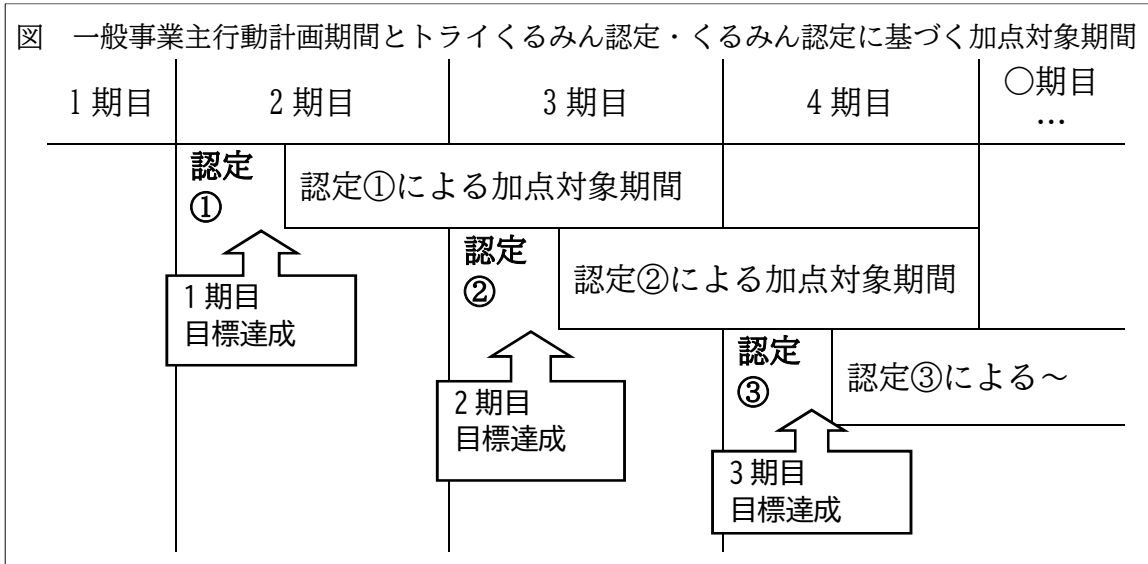 図　一般事業主行動計画期間とトライくるみん認定・くるみん認定に基づく加点対象期間
1期目
2期目
3期目
4期目
○期目
…
認定
①
認定①による加点対象期間
1期目
目標達成
認定
②
認定②による加点対象期間
2期目
目標達成
認定
③
認定③による～
3期目
目標達成